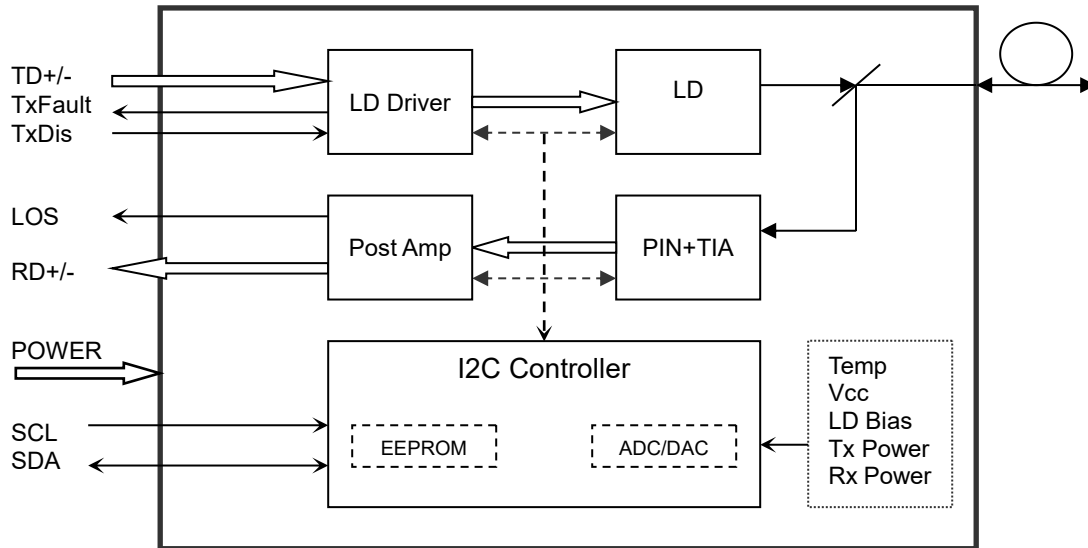 TD+/-
TxFault
TxDis
LD Driver
LD
LOS
RD+/-
Post Amp
PIN+TIA
POWER
SCL
SDA
I2C Controller
EEPROM
ADC/DAC
Temp
Vcc
LD Bias
Tx Power
Rx Power